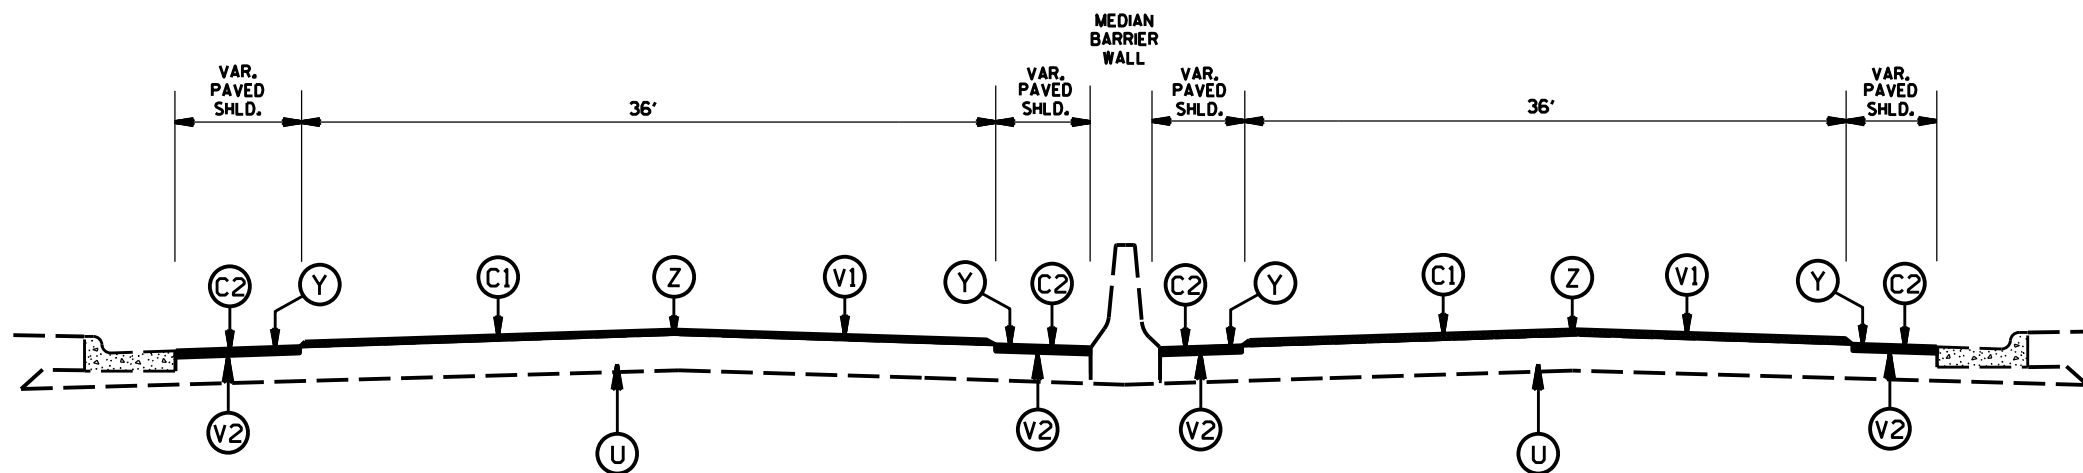 MEDIAN
BARRIER
WALL
VAR.
PAVED
SHLD.
36'
VAR.
PAVED
SHLD.
VAR.
PAVED
SHLD.
36'
VAR.
PAVED
SHLD.
C2
Y
C1
Z
V1
Y
C2
C2
Y
C1
Z
V1
Y
C2
V2
U
V2
V2
U
V2